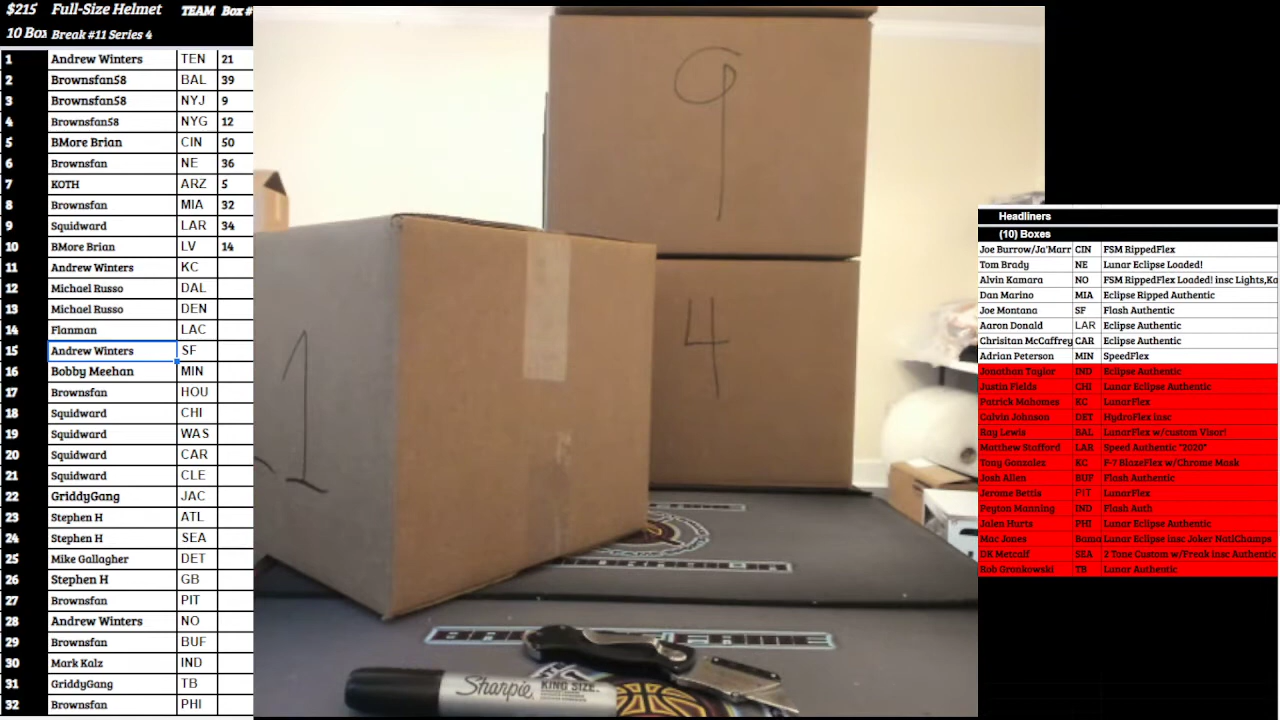 $215 Full-Size Helmet TEAM Box #
10 Box Break #11 Series 4
1 Andrew Winters TEN 21
2 Brownsfan58 BAL 39
3 Brownsfan58 NYJ 9
4 Brownsfan58 NYG 12
5 BMore Brian CIN 50
6 Brownsfan NE 36
7 KOTH ARZ 5
8 Brownsfan MIA 32
9 Squidward LAR 34
10 BMore Brian LV 14
11 Andrew Winters KC
12 Michael Russo DAL
13 Michael Russo DEN
14 Flanman LAC
15 Andrew Winters SF
16 Bobby Meehan MIN
17 Brownsfan HOU
18 Squidward CHI
19 Squidward WAS
20 Squidward CAR
21 Squidward CLE
22 GriddyGang JAC
23 Stephen H ATL
24 Stephen H SEA
25 Mike Gallagher DET
26 Stephen H GB
27 Brownsfan PIT
28 Andrew Winters NO
29 Brownsfan BUF
30 Mark Kalz IND
31 GriddyGang TB
32 Brownsfan PHI
9
4
1
Sharpie KING SIZE
Headliners
(10) Boxes
Joe Burrow/Ja'Marr CIN FSM RippedFlex
Tom Brady NE Lunar Eclipse Loaded!
Alvin Kamara NO FSM RippedFlex Loaded! insc Lights,Ka
Dan Marino MIA Eclipse Ripped Authentic
Joe Montana SF Flash Authentic
Aaron Donald LAR Eclipse Authentic
Chrisitan McCaffrey CAR Eclipse Authentic
Adrian Peterson MIN SpeedFlex
Jonathan Taylor IND Eclipse Authentic
Justin Fields CHI Lunar Eclipse Authentic
Patrick Mahomes KC LunarFlex
Calvin Johnson DET HydroFlex insc
Ray Lewis BAL LunarFlex w/custom Visor!
Matthew Stafford LAR Speed Authentic "2020"
Tony Gonzalez KC F-7 BlazeFlex w/Chrome Mask
Josh Allen BUF Flash Authentic
Jerome Bettis PIT LunarFlex
Peyton Manning IND Flash Auth
Jalen Hurts PHI Lunar Eclipse Authentic
Mac Jones Bama Lunar Eclipse insc Joker NatlChamps
DK Metcalf SEA 2 Tone Custom w/Freak insc Authentic
Rob Gronkowski TB Lunar Authentic